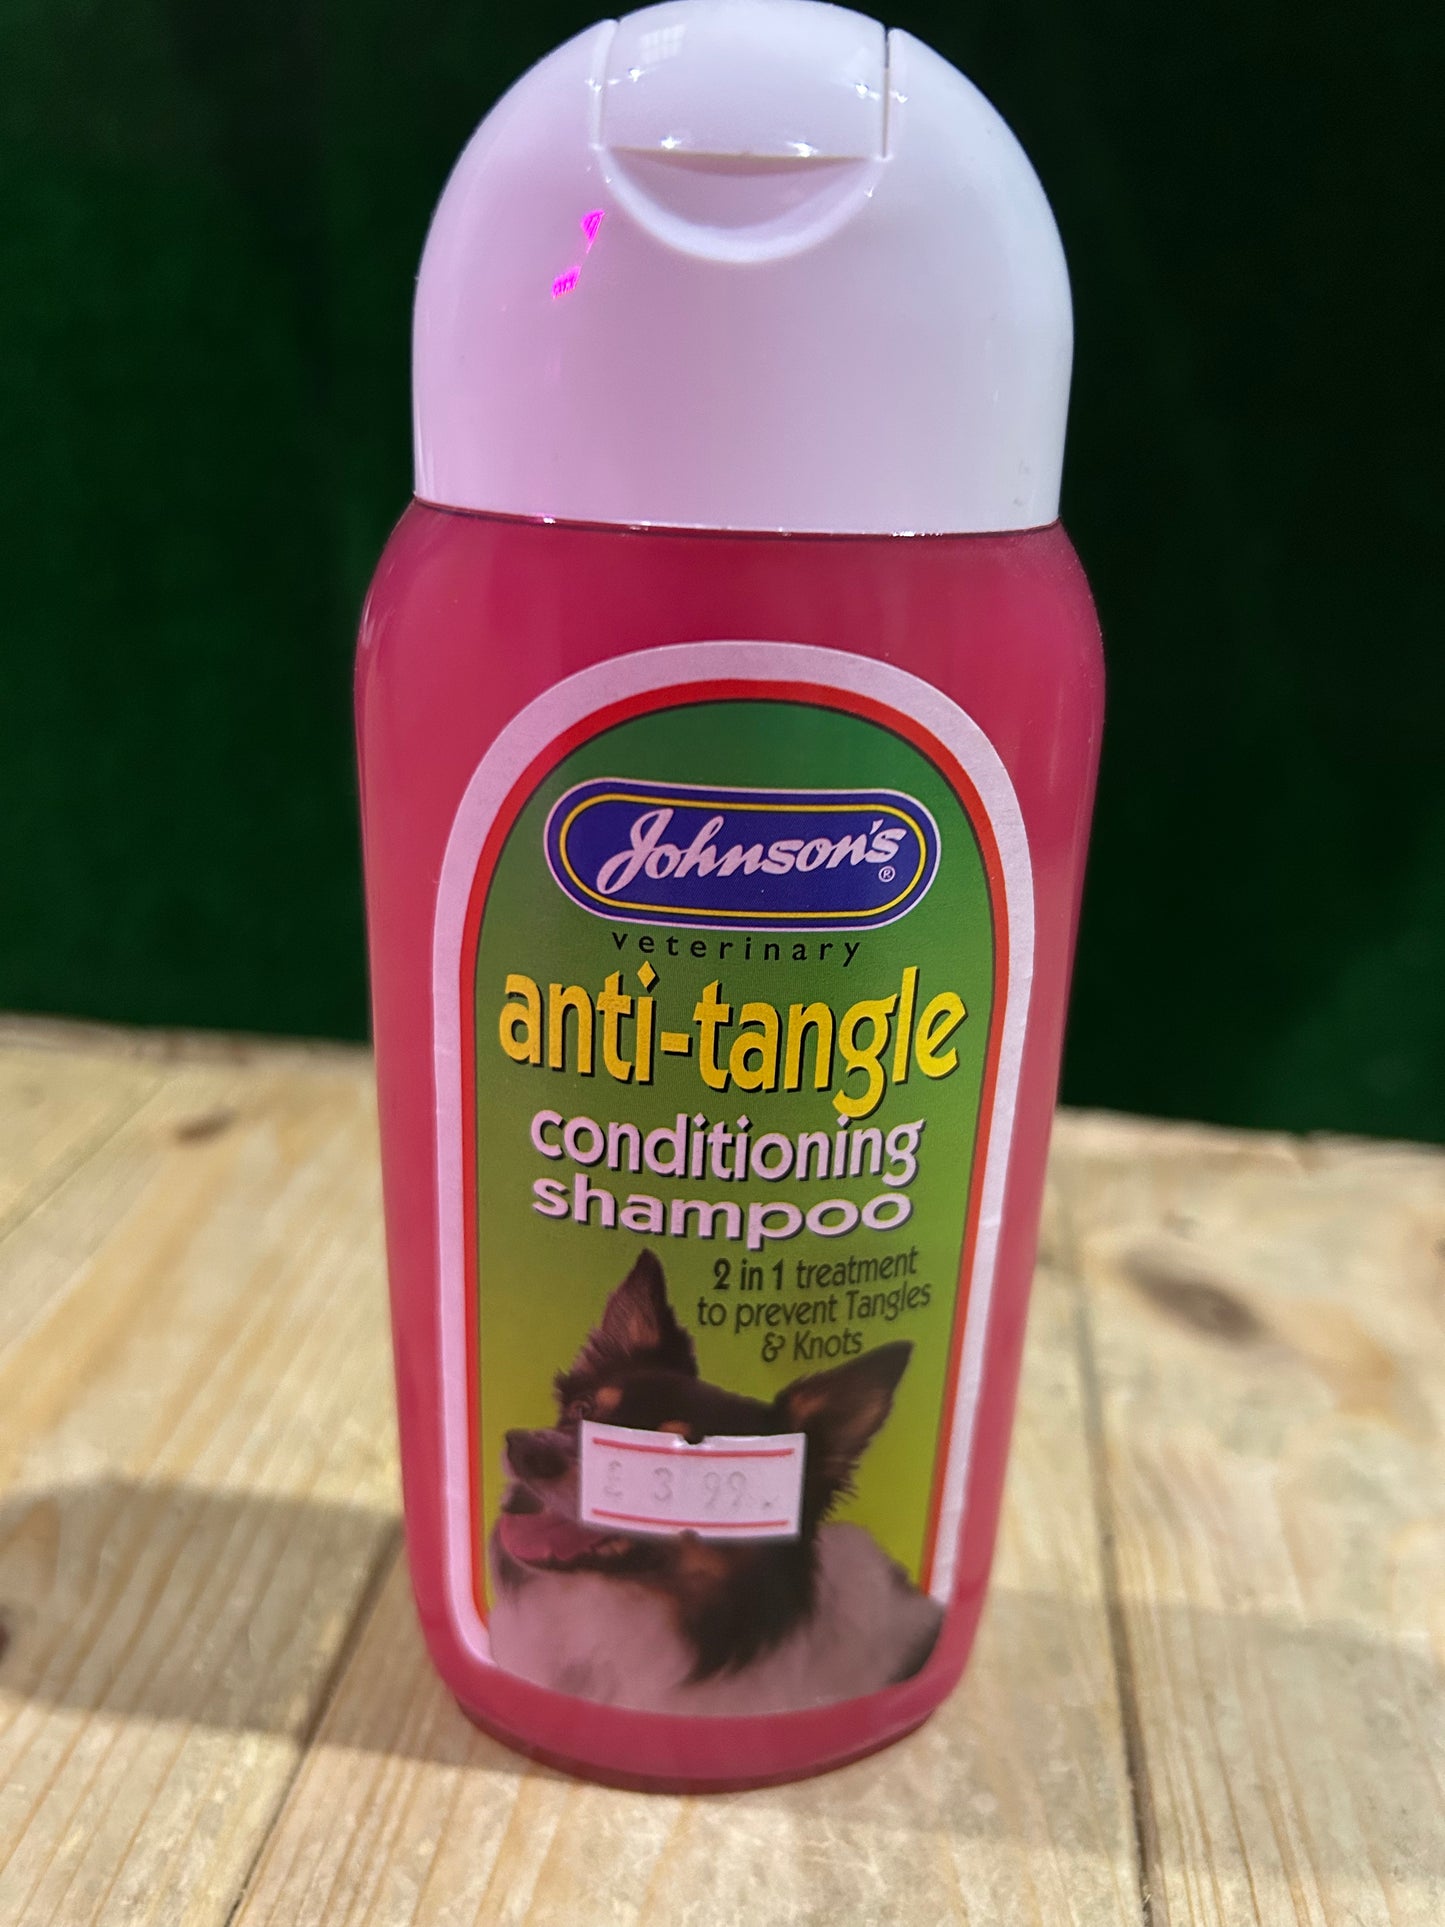 Johnson's ®
veterinary
anti-tangle
conditioning
shampoo
2 in 1 treatment
to prevent Tangles
& Knots
£ 3 99